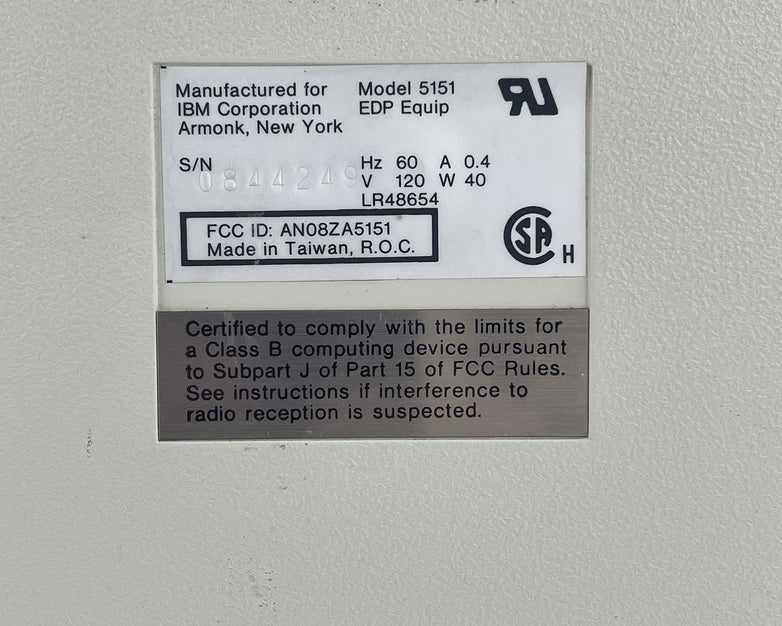 Manufactured for
IBM Corporation
Armonk, New York
Model 5151
EDP Equip
S/N 0844249
Hz 60 A 0.4
V 120 W 40
LR48654
FCC ID: AN08ZA5151
Made in Taiwan, R.O.C.
SA
H
Certified to comply with the limits for
a Class B computing device pursuant
to Subpart J of Part 15 of FCC Rules.
See instructions if interference to
radio reception is suspected.